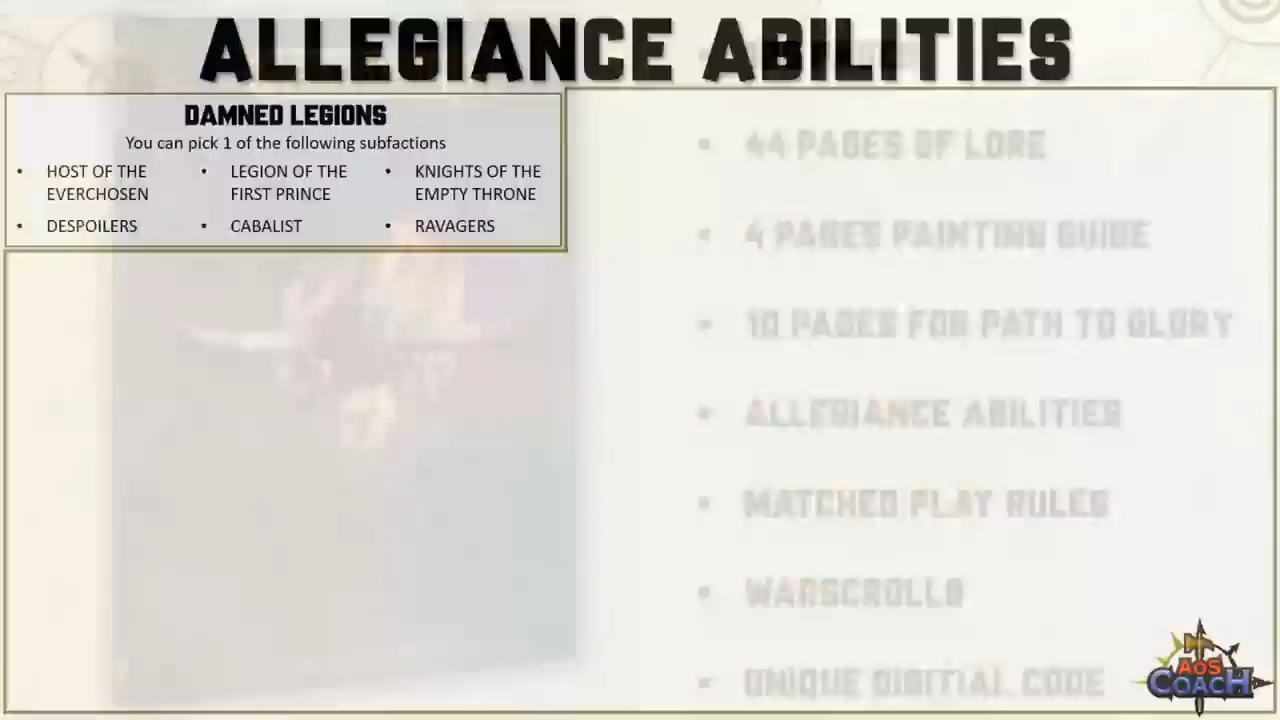 ALLEGIANCE ABILITIES
DAMNED LEGIONS
You can pick 1 of the following subfactions
• HOST OF THE EVERCHOSEN
• LEGION OF THE FIRST PRINCE
• KNIGHTS OF THE EMPTY THRONE
• DESPOILERS
• CABALIST
• RAVAGERS
• 44 PAGES OF LORE
• 4 PAGES PAINTING GUIDE
• 10 PAGES FOR PATH TO GLORY
• ALLEGIANCE ABILITIES
• MATCHED PLAY RULES
• WARSCROLLS
• UNIQUE DIGITIAL CODE
AoS
COACH